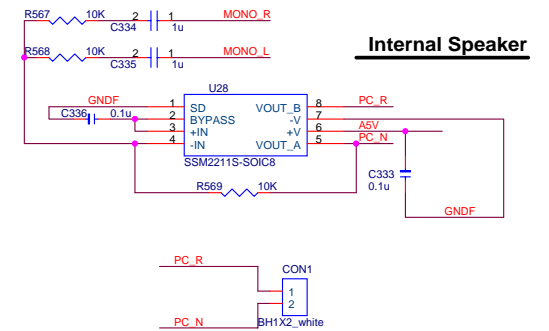 R567 10K 2 1 MONO_R
C334 1u
R568 10K 2 1 MONO_L
C335 1u
Internal Speaker
U28
GNDF 1 SD VOUT_B 8 PC_R
C336 0.1u 2 BYPASS -V 7
3 +IN +V 6 A5V
4 -IN VOUT_A 5 PC_N
SSM2211S-SOIC8
R569 10K
C333
0.1u
GNDF
PC_R
CON1
1
2
PC_N
BH1X2_white